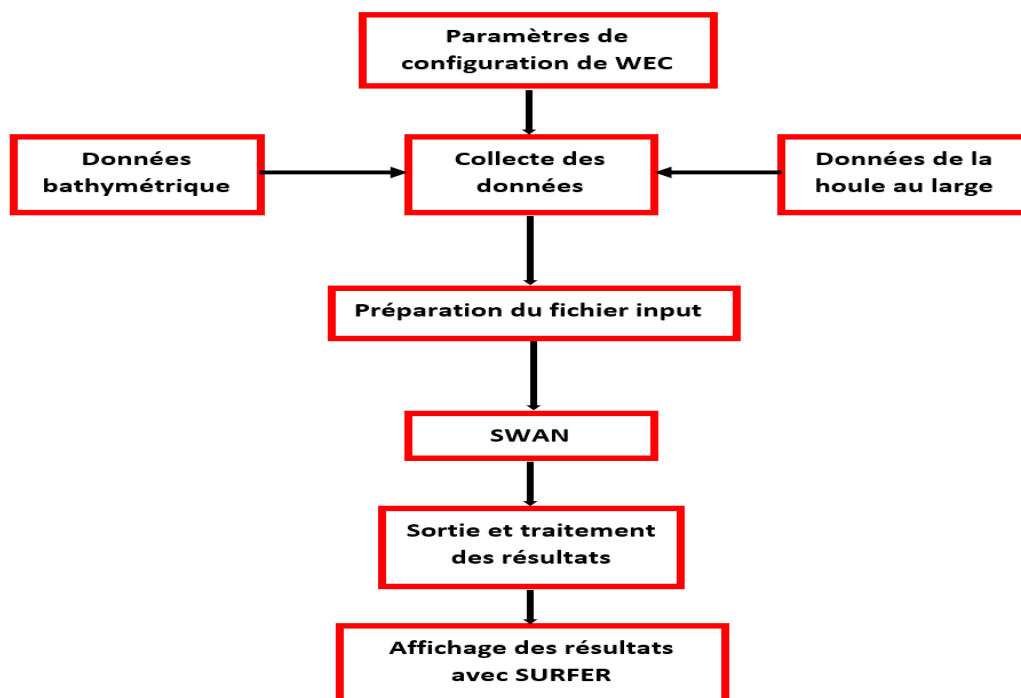 Paramètres de
configuration de WEC
Données
bathymétrique
Collecte des
données
Données de la
houle au large
Préparation du fichier input
SWAN
Sortie et traitement
des résultats
Affichage des résultats
avec SURFER